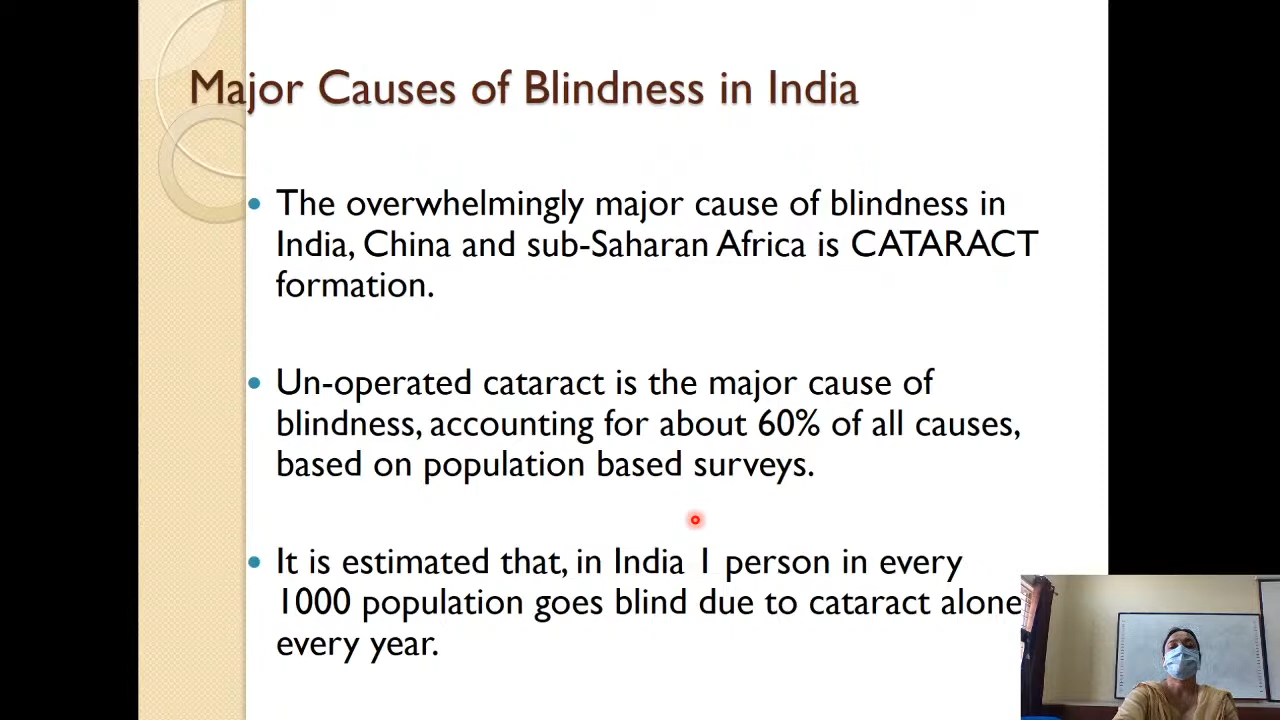 Major Causes of Blindness in India
The overwhelmingly major cause of blindness in
India, China and sub-Saharan Africa is CATARACT
formation.
Un-operated cataract is the major cause of
blindness, accounting for about 60% of all causes,
based on population based surveys.
It is estimated that, in India 1 person in every
1000 population goes blind due to cataract alone
every year.